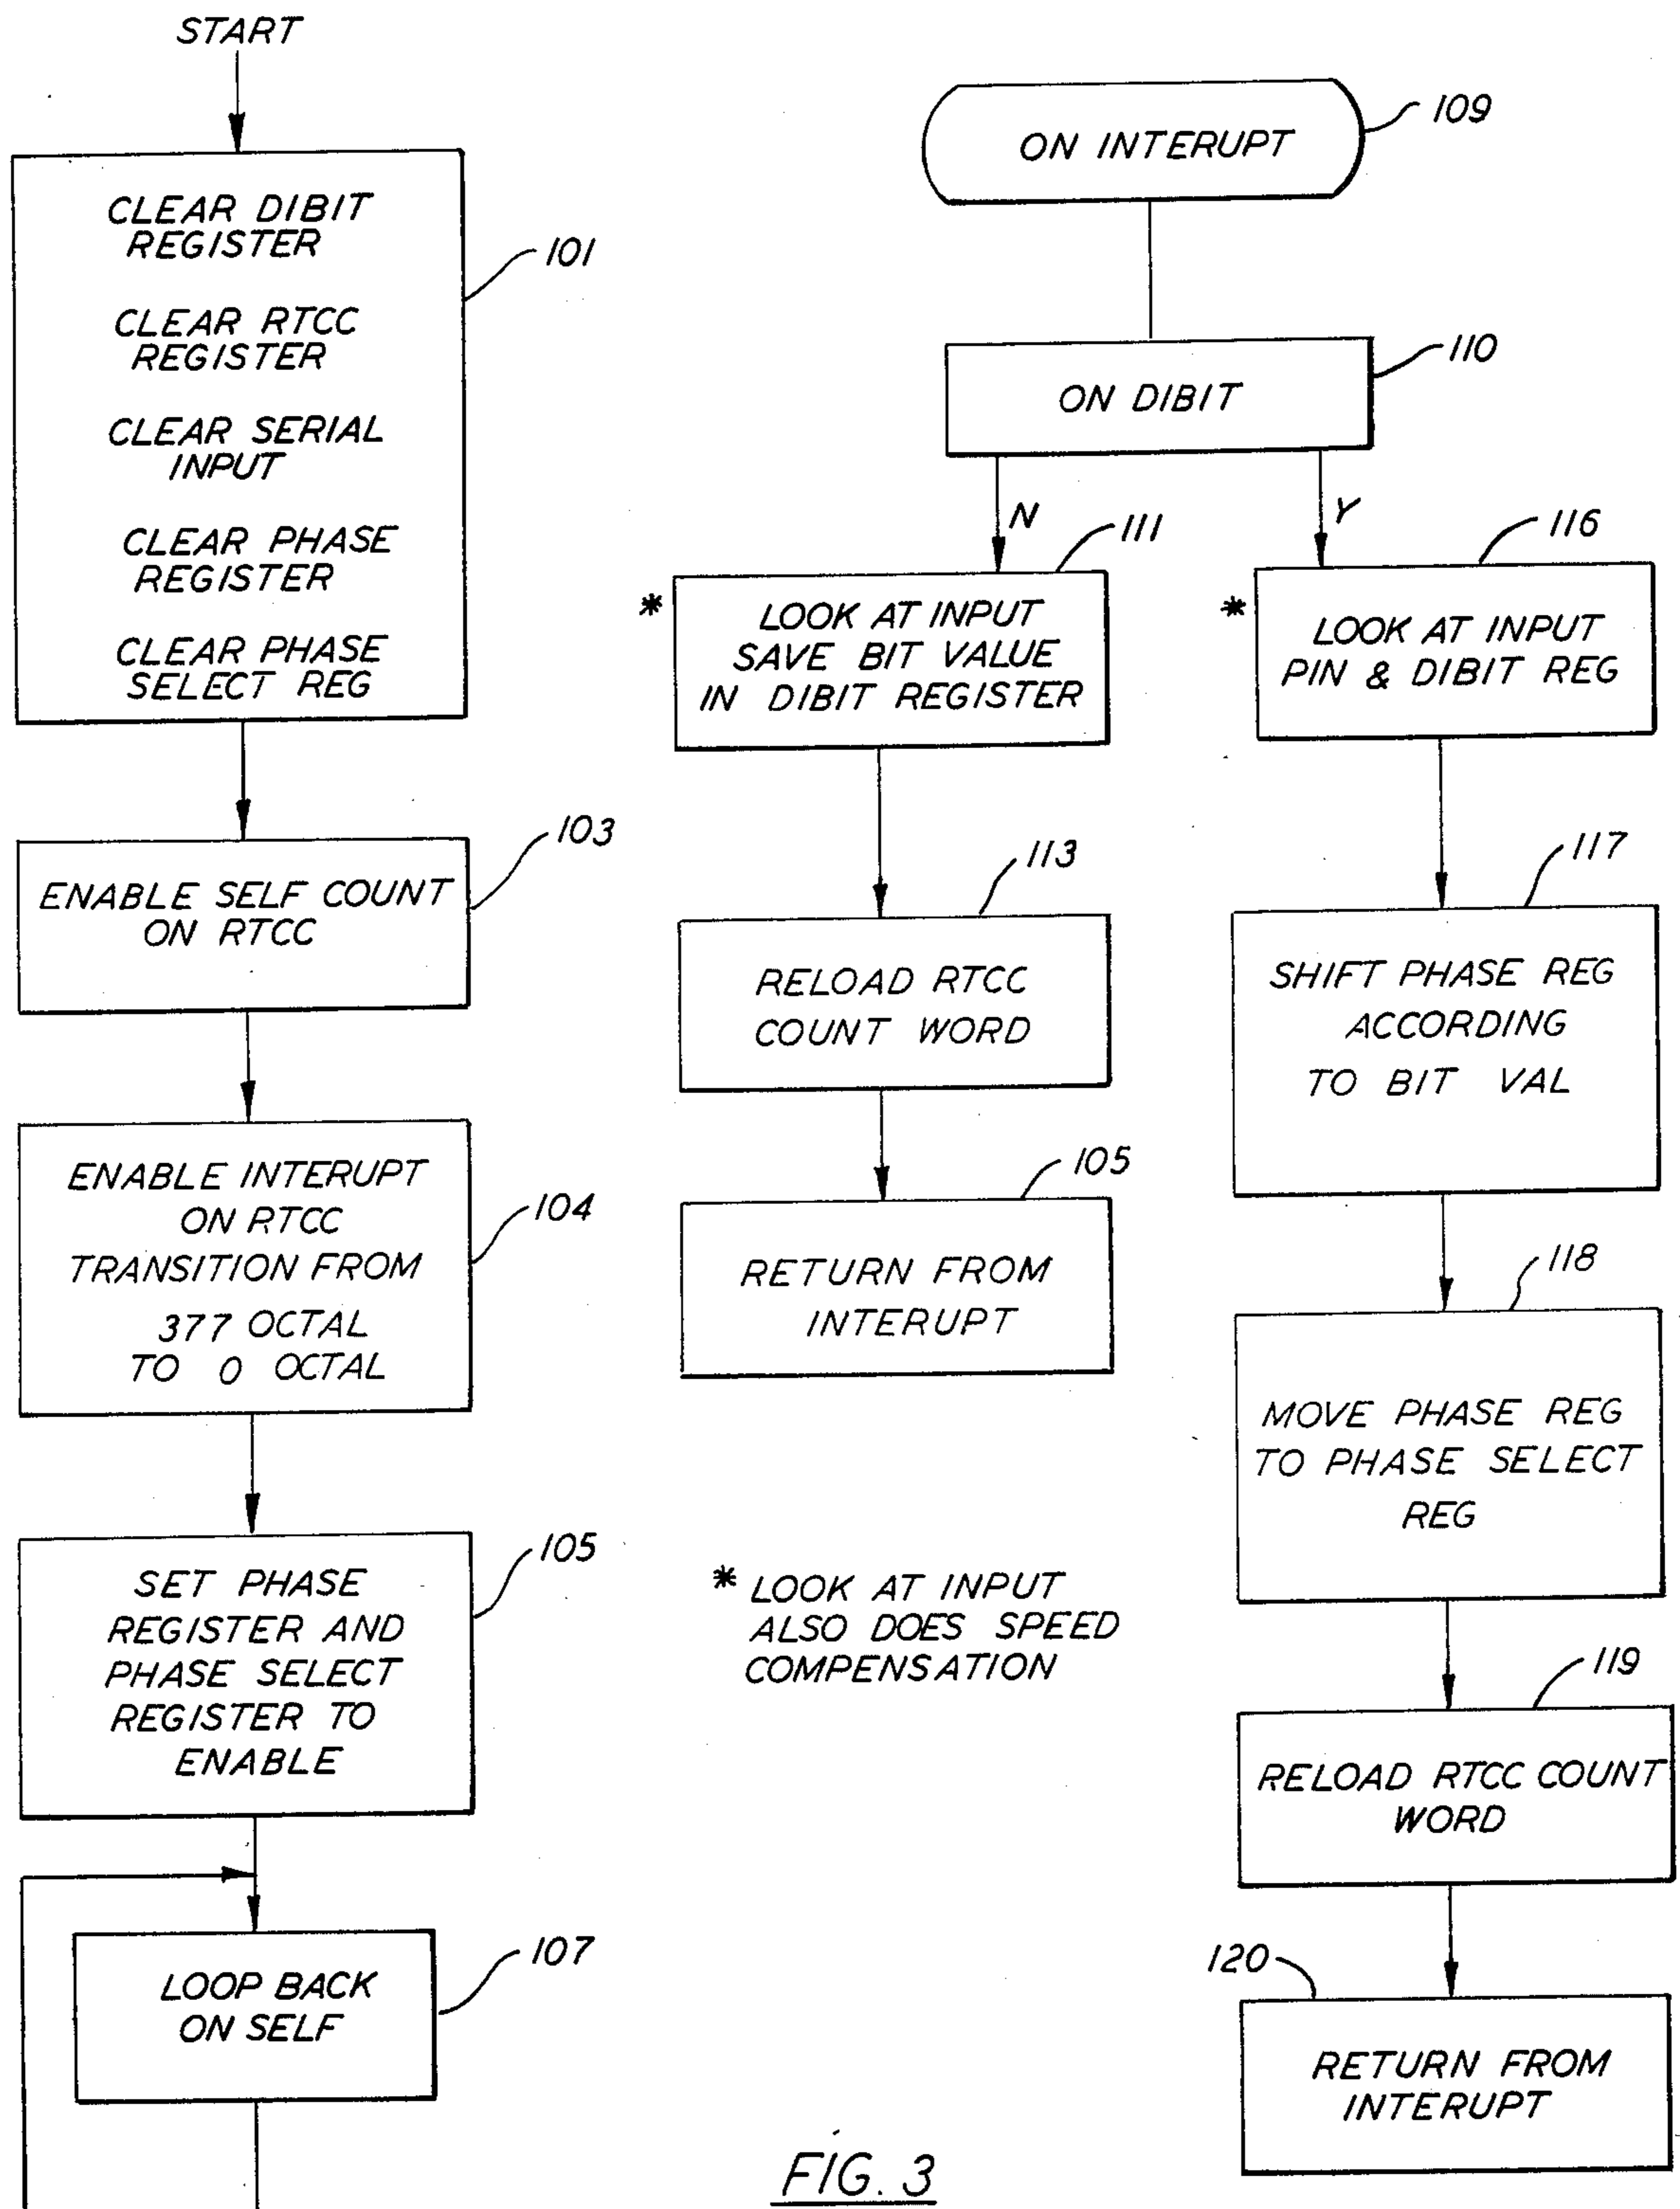 START
CLEAR DIBIT
REGISTER
CLEAR RTCC
REGISTER
CLEAR SERIAL
INPUT
CLEAR PHASE
REGISTER
CLEAR PHASE
SELECT REG
101
ENABLE SELF COUNT
ON RTCC
103
ENABLE INTERUPT
ON RTCC
TRANSITION FROM
377 OCTAL
TO 0 OCTAL
104
SET PHASE
REGISTER AND
PHASE SELECT
REGISTER TO
ENABLE
105
LOOP BACK
ON SELF
107
ON INTERUPT
109
ON DIBIT
110
N
Y
111
*
LOOK AT INPUT
SAVE BIT VALUE
IN DIBIT REGISTER
113
RELOAD RTCC
COUNT WORD
105
RETURN FROM
INTERUPT
* LOOK AT INPUT
ALSO DOES SPEED
COMPENSATION
116
*
LOOK AT INPUT
PIN & DIBIT REG
117
SHIFT PHASE REG
ACCORDING
TO BIT VAL
118
MOVE PHASE REG
TO PHASE SELECT
REG
119
RELOAD RTCC COUNT
WORD
120
RETURN FROM
INTERUPT
FIG. 3